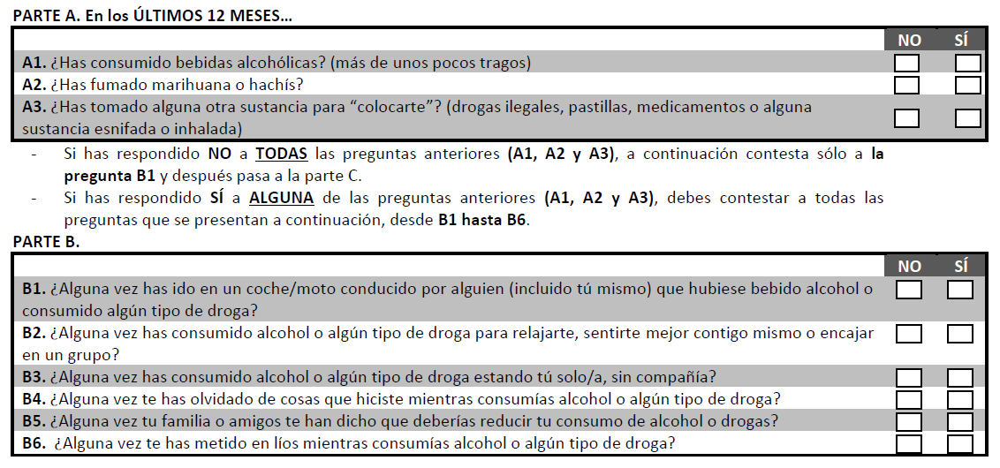 PARTE A. En los ÚLTIMOS 12 MESES…
NO SÍ
A1. ¿Has consumido bebidas alcohólicas? (más de unos pocos tragos)
A2. ¿Has fumado marihuana o hachís?
A3. ¿Has tomado alguna otra sustancia para “colocarte”? (drogas ilegales, pastillas, medicamentos o alguna
sustancia esnifada o inhalada)
- Si has respondido NO a TODAS las preguntas anteriores (A1, A2 y A3), a continuación contesta sólo a la
pregunta B1 y después pasa a la parte C.
- Si has respondido SÍ a ALGUNA de las preguntas anteriores (A1, A2 y A3), debes contestar a todas las
preguntas que se presentan a continuación, desde B1 hasta B6.
PARTE B.
NO SÍ
B1. ¿Alguna vez has ido en un coche/moto conducido por alguien (incluido tú mismo) que hubiese bebido alcohol o
consumido algún tipo de droga?
B2. ¿Alguna vez has consumido alcohol o algún tipo de droga para relajarte, sentirte mejor contigo mismo o encajar
en un grupo?
B3. ¿Alguna vez has consumido alcohol o algún tipo de droga estando tú solo/a, sin compañía?
B4. ¿Alguna vez te has olvidado de cosas que hiciste mientras consumías alcohol o algún tipo de droga?
B5. ¿Alguna vez tu familia o amigos te han dicho que deberías reducir tu consumo de alcohol o drogas?
B6. ¿Alguna vez te has metido en líos mientras consumías alcohol o algún tipo de droga?